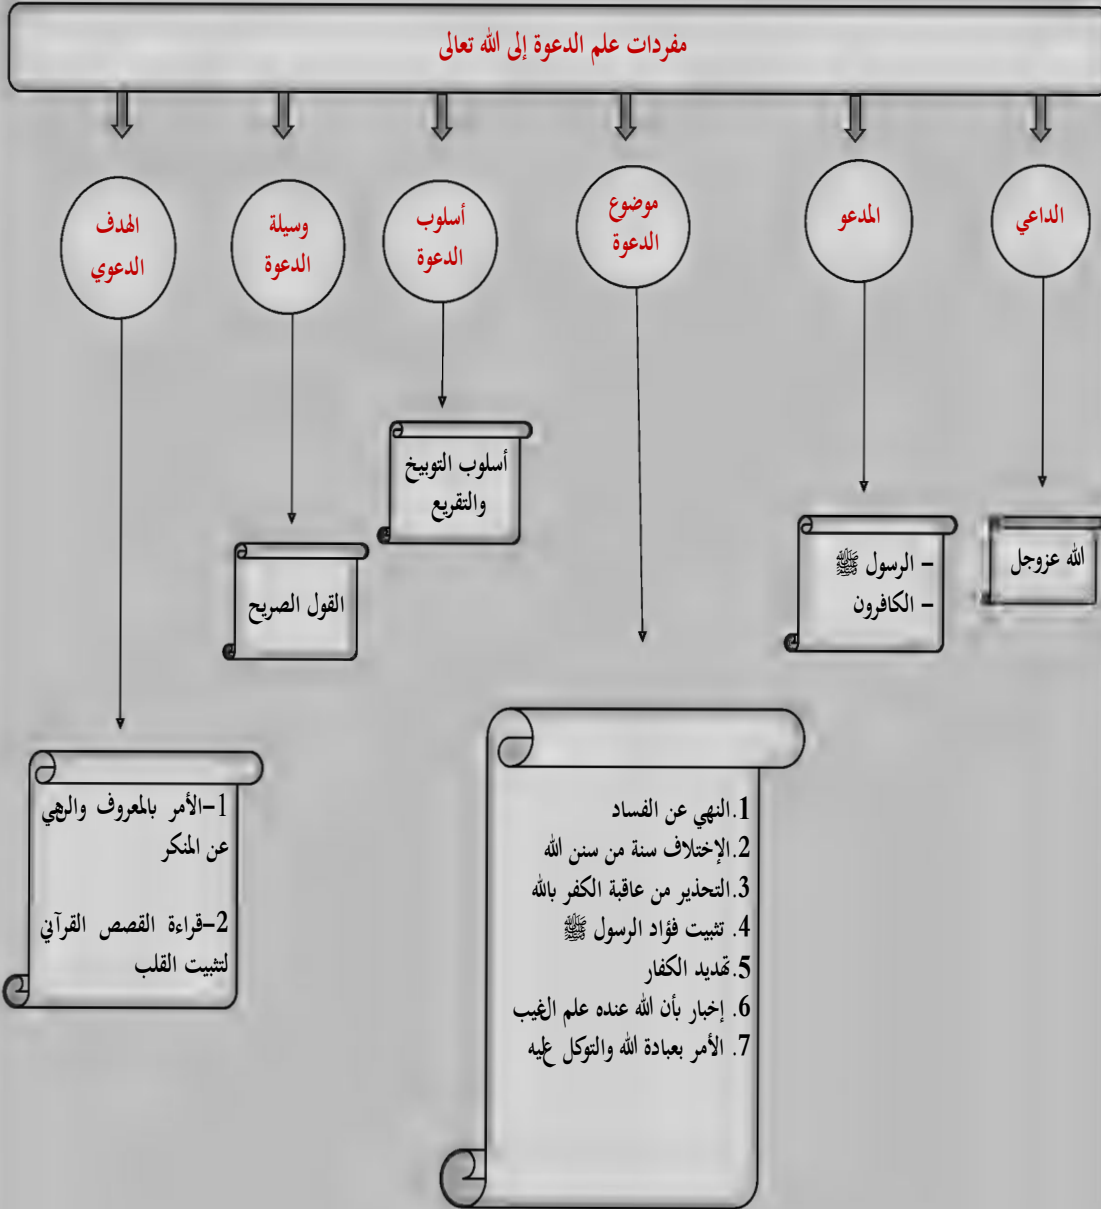 مفردات علم الدعوة إلى الله تعالى
الداعي
المدعو
موضوع
الدعوة
أسلوب
الدعوة
وسيلة
الدعوة
الهدف
الدعوي
الله عزوجل
– الرسول ﷺ
– الكافرون
1.النهي عن الفساد
2.الإختلاف سنة من سنن الله
3.التحذير من عاقبة الكفر بالله
4. تثبيت فؤاد الرسول ﷺ
5.تهديد الكفار
6. إخبار بأن الله عنده علم الغيب
7. الأمر بعبادة الله والتوكل عليه
أسلوب التوبيخ
والتقريع
القول الصريح
1–الأمر بالمعروف والنهي
عن المنكر
2–قراءة القصص القرآني
لتثبيت القلب